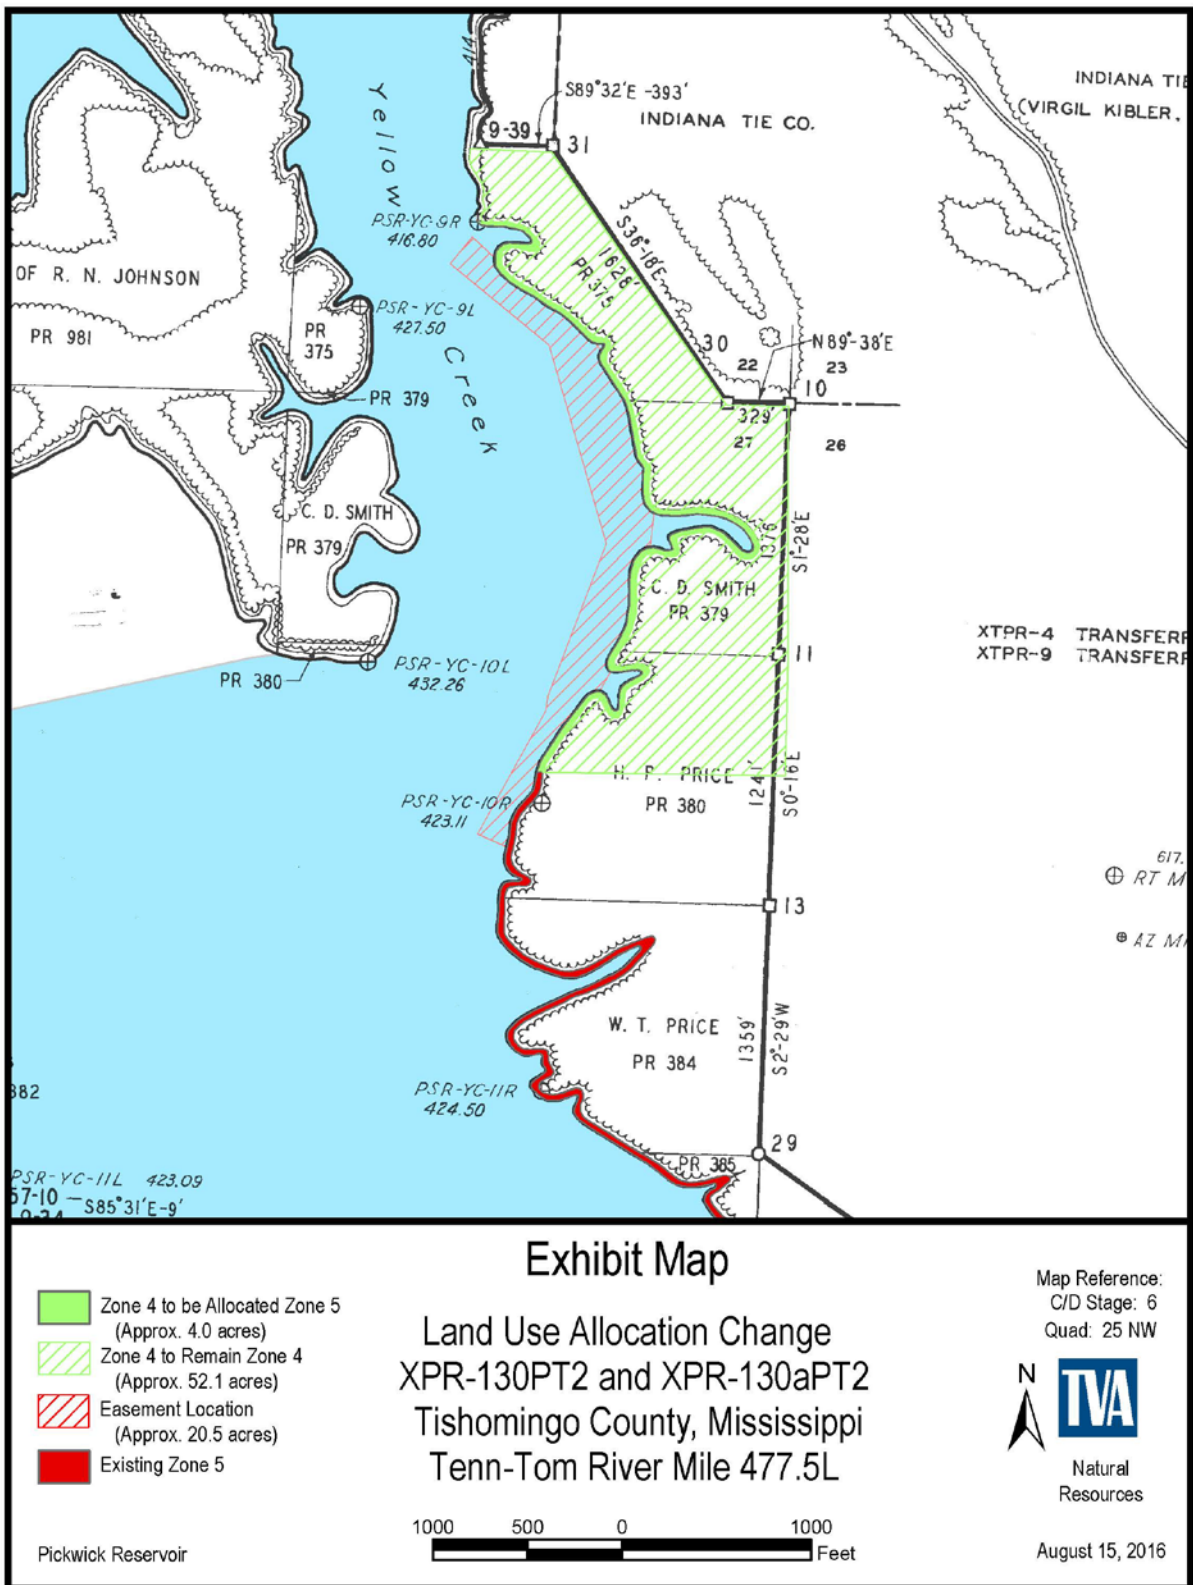 414
S89°32'E -393'
INDIANA TIE CO.
INDIANA TIE
(VIRGIL KIBLER,
9-39
31
Yellow Creek
PSR-YC-9R
416.80
S36°-18'E
1628'
PR 375
OF R. N. JOHNSON
PR 981
PSR-YC-9L
427.50
PR
375
PR 379
30
22
N89°-38'E
23
10
329'
27
26
C. D. SMITH
PR 379
1376'
S1°-28'E
C. D. SMITH
PR 379
XTPR-4 TRANSFERR
XTPR-9 TRANSFERR
11
PSR-YC-10L
432.26
PR 380
H. P. PRICE
PR 380
1241'
S0°-16'E
PSR-YC-10R
423.11
617.
RT M
13
AZ M
W. T. PRICE
PR 384
1359'
S2°-29'W
PSR-YC-11R
424.50
382
29
PR 385
PSR-YC-11L 423.09
57-10
S85°31'E-9'
9-34
Exhibit Map
Land Use Allocation Change
XPR-130PT2 and XPR-130aPT2
Tishomingo County, Mississippi
Tenn-Tom River Mile 477.5L
Zone 4 to be Allocated Zone 5
(Approx. 4.0 acres)
Zone 4 to Remain Zone 4
(Approx. 52.1 acres)
Easement Location
(Approx. 20.5 acres)
Existing Zone 5
Pickwick Reservoir
1000 500 0 1000
Feet
Map Reference:
C/D Stage: 6
Quad: 25 NW
N
TVA
Natural
Resources
August 15, 2016